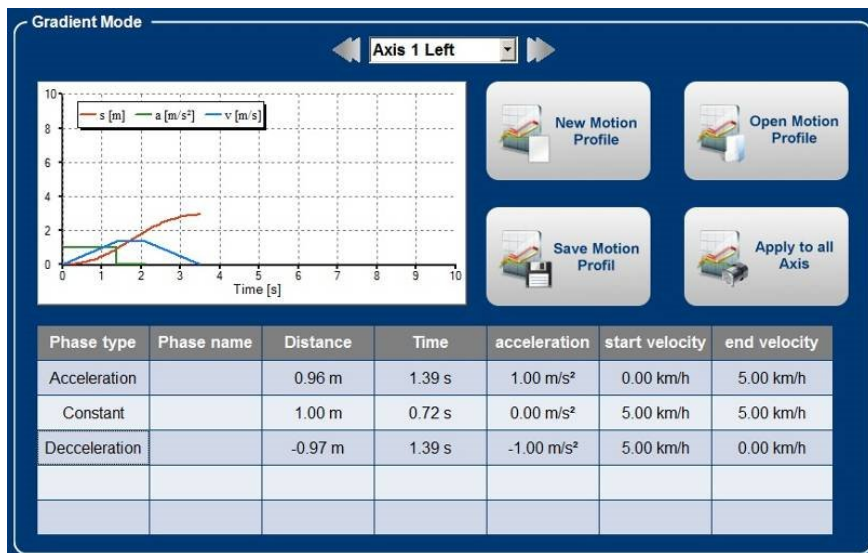 Gradient Mode
Axis 1 Left
10
8
6
4
2
0
s [m] a [m/s²] v [m/s]
0 1 2 3 4 5 6 7 8 9 10
Time [s]
New Motion
Profile
Open Motion
Profile
Save Motion
Profil
Apply to all
Axis
Phase type Phase name Distance Time acceleration start velocity end velocity
Acceleration 0.96 m 1.39 s 1.00 m/s² 0.00 km/h 5.00 km/h
Constant 1.00 m 0.72 s 0.00 m/s² 5.00 km/h 5.00 km/h
Decceleration -0.97 m 1.39 s -1.00 m/s² 5.00 km/h 0.00 km/h